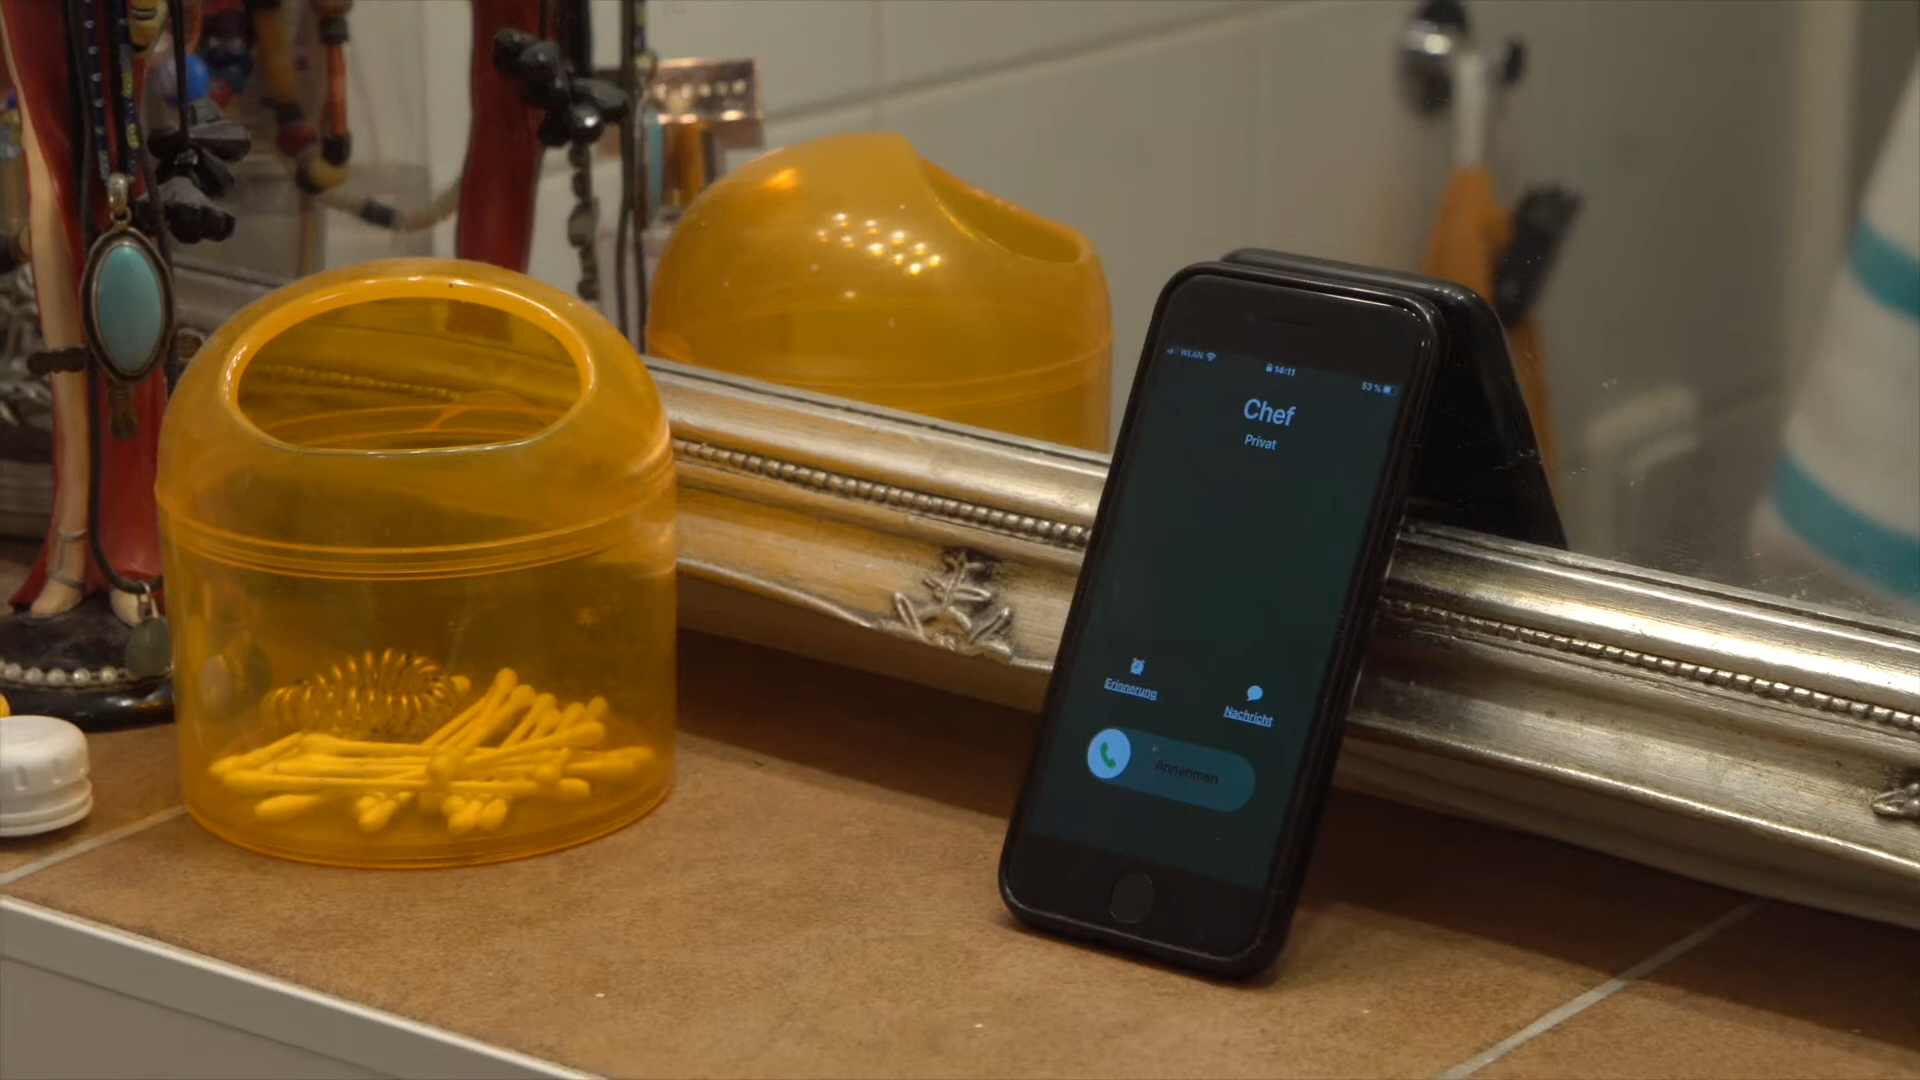 WLAN
14:11
53 %
Chef
Privat
Erinnerung
Nachricht
Annehmen